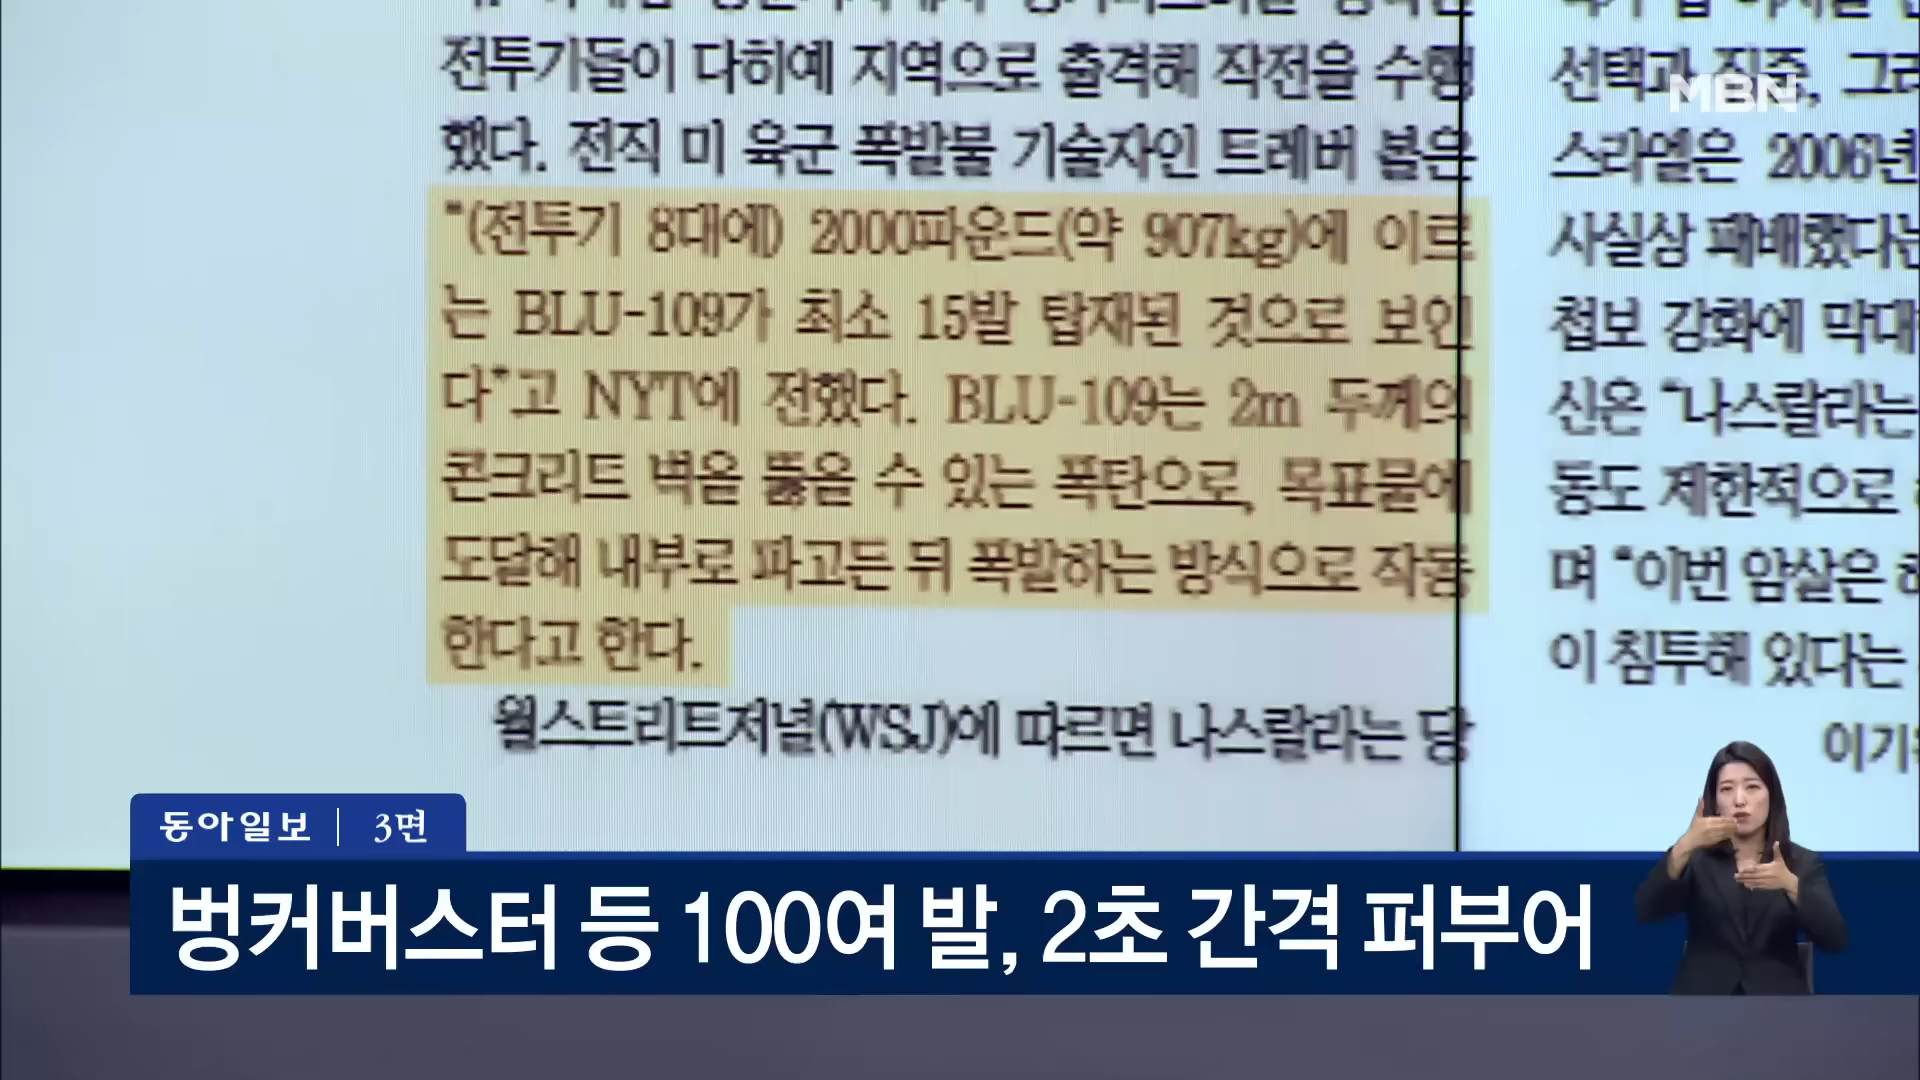 전투기들이 다히예 지역으로 출격해 작전을 수행
했다. 전직 미 육군 폭발물 기술자인 트레버 볼은
“(전투기 8대에) 2000파운드(약 907kg)에 이르
는 BLU-109가 최소 15발 탑재된 것으로 보인
다”고 NYT에 전했다. BLU-109는 2m 두께의
콘크리트 벽을 뚫을 수 있는 폭탄으로, 목표물에
도달해 내부로 파고든 뒤 폭발하는 방식으로 작동
한다고 한다.
월스트리트저널(WSJ)에 따르면 나스랄라는 당
선택과 집중, 그리
스라엘은 2006년
사실상 패배했다는
첩보 강화에 막대
신은 “나스랄라는
동도 제한적으로
며 “이번 암살은
이 침투해 있다는
이기
MBN
동아일보 | 3면
벙커버스터 등 100여 발, 2초 간격 퍼부어